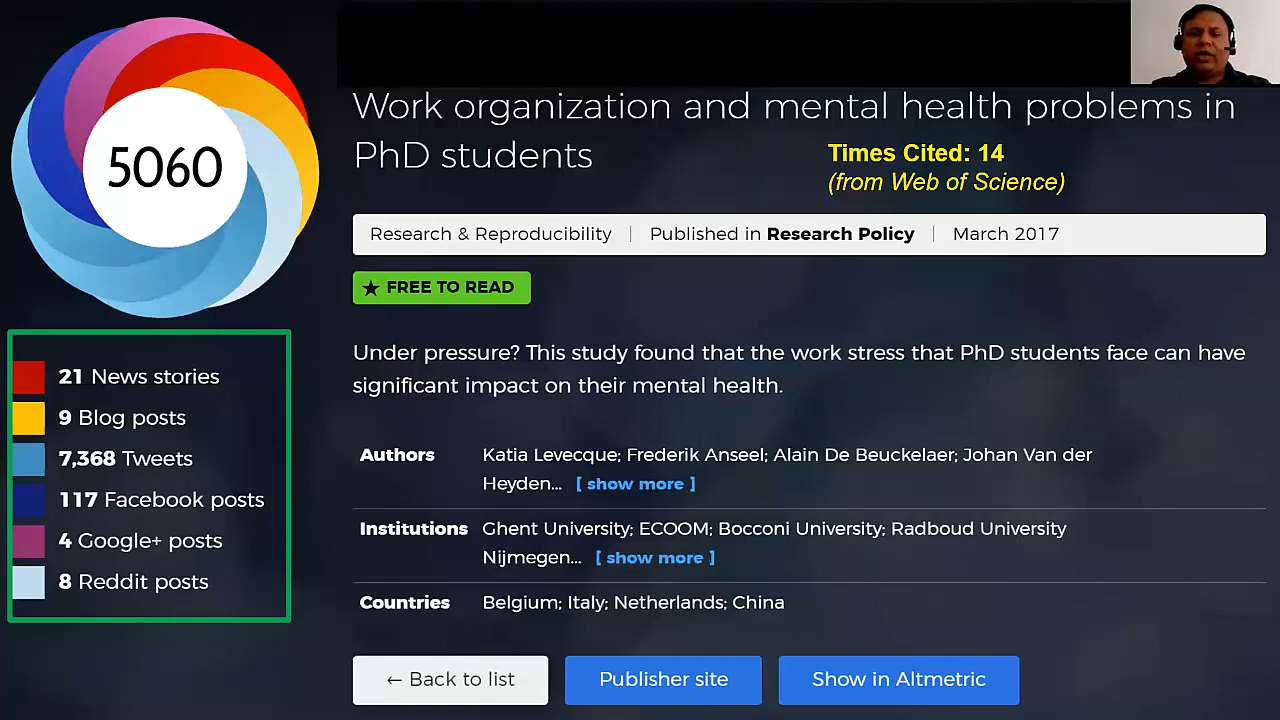 5060
Work organization and mental health problems in
PhD students
Times Cited: 14
(from Web of Science)
Research & Reproducibility | Published in Research Policy | March 2017
★ FREE TO READ
Under pressure? This study found that the work stress that PhD students face can have
significant impact on their mental health.
21 News stories
9 Blog posts
7,368 Tweets
117 Facebook posts
4 Google+ posts
8 Reddit posts
Authors Katia Levecque; Frederik Anseel; Alain De Beuckelaer; Johan Van der
Heyden... [ show more ]
Institutions Ghent University; ECOOM; Bocconi University; Radboud University
Nijmegen... [ show more ]
Countries Belgium; Italy; Netherlands; China
← Back to list
Publisher site
Show in Altmetric